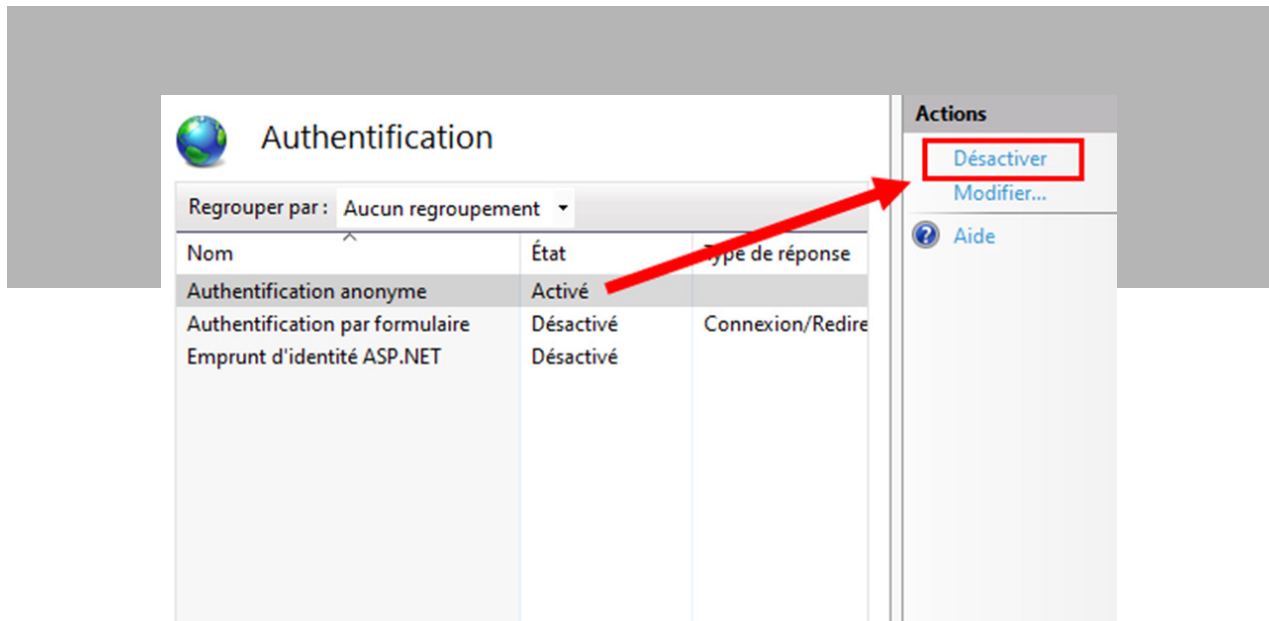 Authentification
Regrouper par : Aucun regroupement
Nom État Type de réponse
Authentification anonyme Activé
Authentification par formulaire Désactivé Connexion/Redire
Emprunt d'identité ASP.NET Désactivé
Actions
Désactiver
Modifier...
Aide